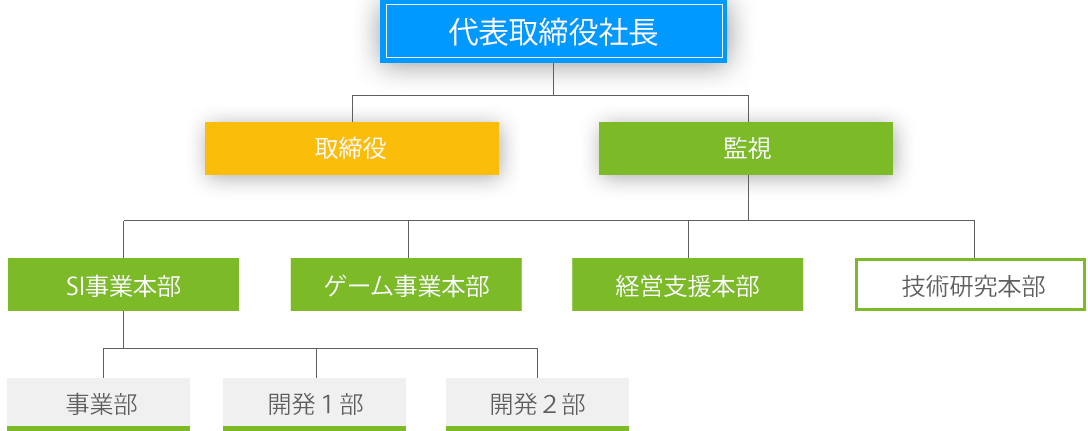 代表取締役社長
取締役
監視
SI事業本部
ゲーム事業本部
経営支援本部
技術研究本部
事業部
開発１部
開発２部